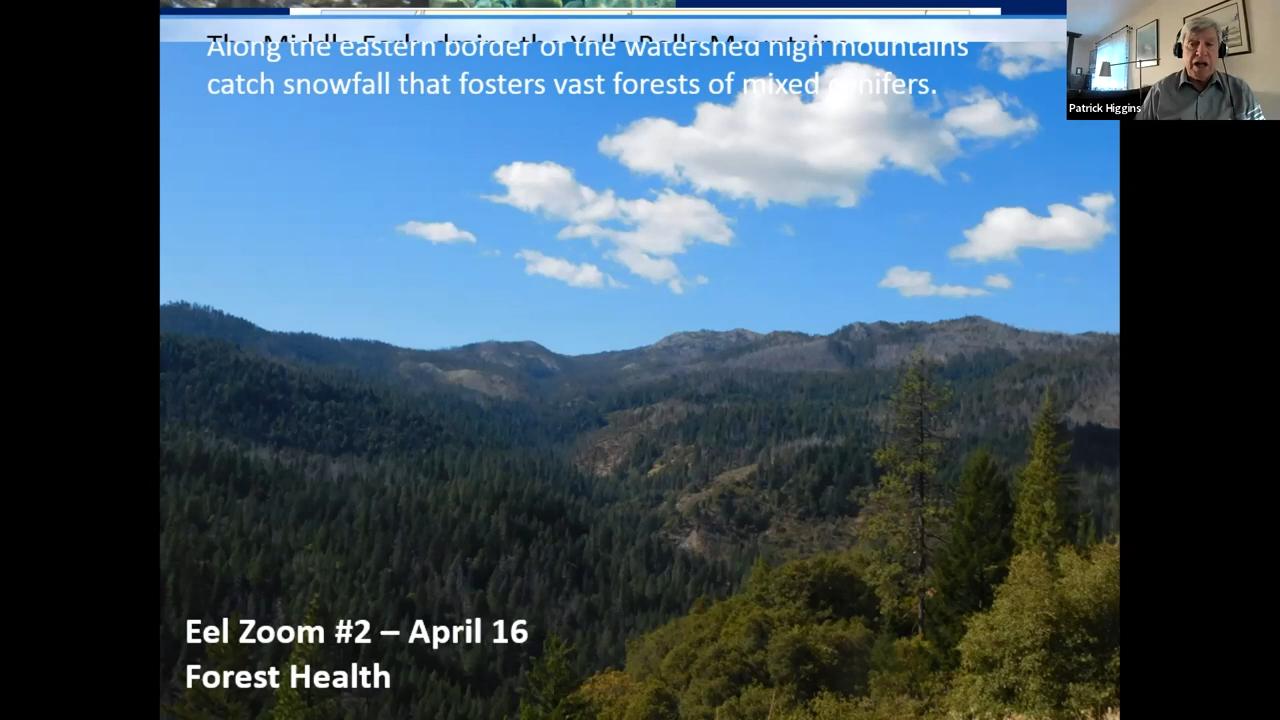 Along the eastern border of the watershed high mountains
catch snowfall that fosters vast forests of mixed conifers.
Patrick Higgins
Eel Zoom #2 – April 16
Forest Health